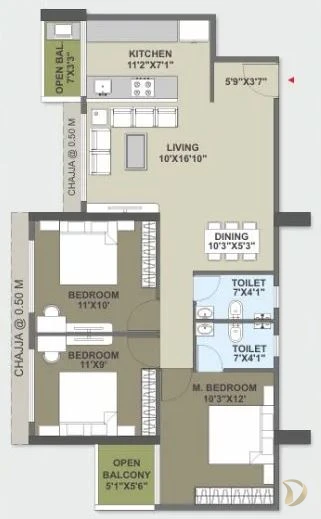 OPEN BAL.
7'X3'3"
KITCHEN
11'2"X7'1"
5'9"X3'7"
CHAJJA @ 0.50 M
LIVING
10'X16'10"
DINING
10'3"X5'3"
CHAJJA @ 0.50 M
BEDROOM
11'X10'
TOILET
7'X4'1"
BEDROOM
11'X9'
TOILET
7'X4'1"
M. BEDROOM
10'3"X12'
OPEN
BALCONY
5'1"X5'6"